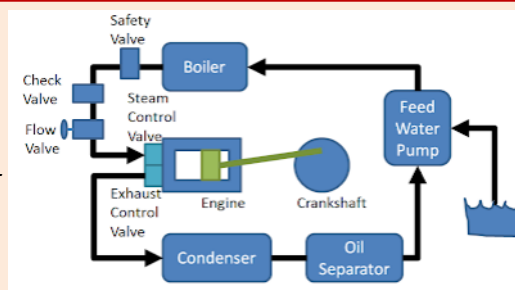 Safety
Valve
Boiler
Check
Valve
Steam
Control
Valve
Feed
Water
Pump
Flow
Valve
Exhaust
Control
Valve
Engine
Crankshaft
Condenser
Oil
Separator